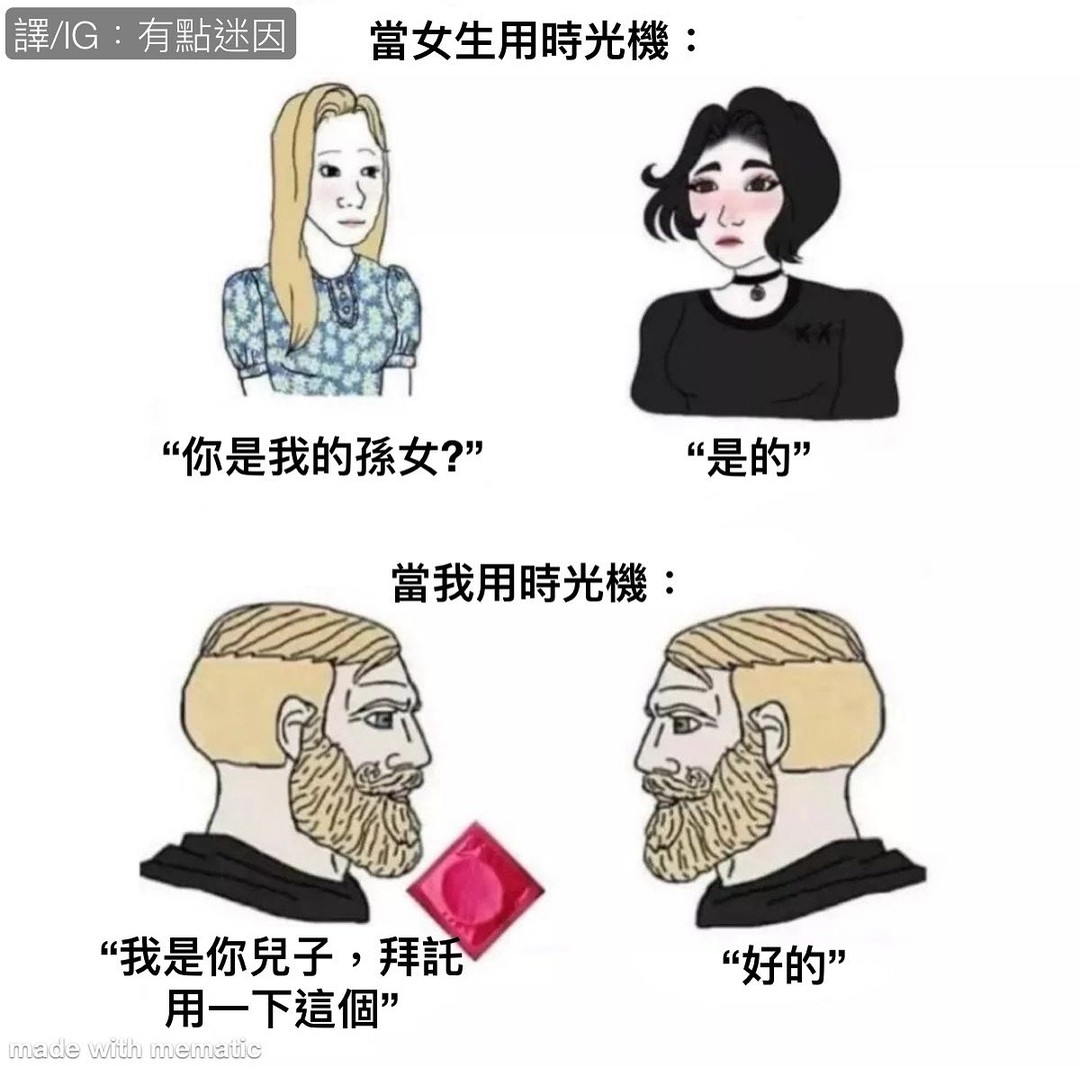 譯/IG：有點迷因
當女生用時光機：
“你是我的孫女?”
“是的”
當我用時光機：
“我是你兒子，拜託
用一下這個”
“好的”
made with mematic